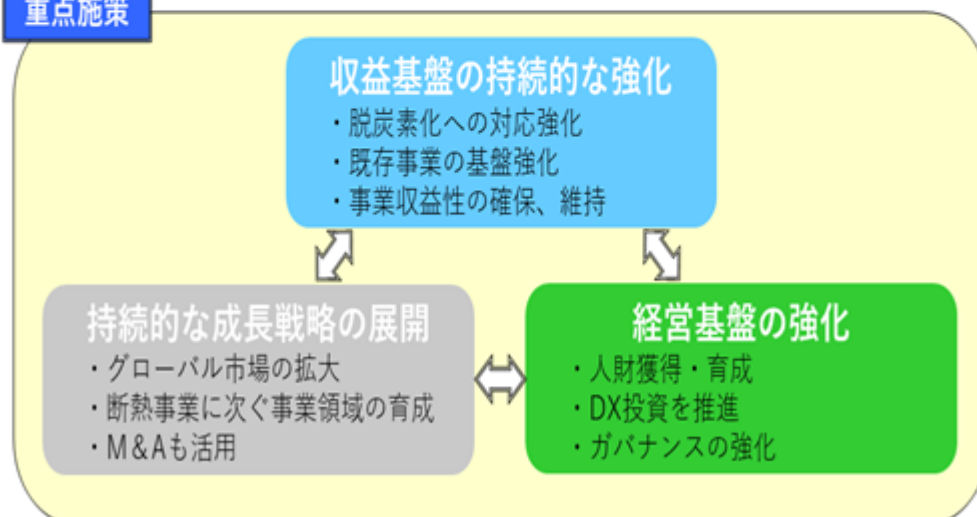 重点施策
収益基盤の持続的な強化
・脱炭素化への対応強化
・既存事業の基盤強化
・事業収益性の確保、維持
持続的な成長戦略の展開
・グローバル市場の拡大
・断熱事業に次ぐ事業領域の育成
・M&Aも活用
経営基盤の強化
・人財獲得・育成
・DX投資を推進
・ガバナンスの強化